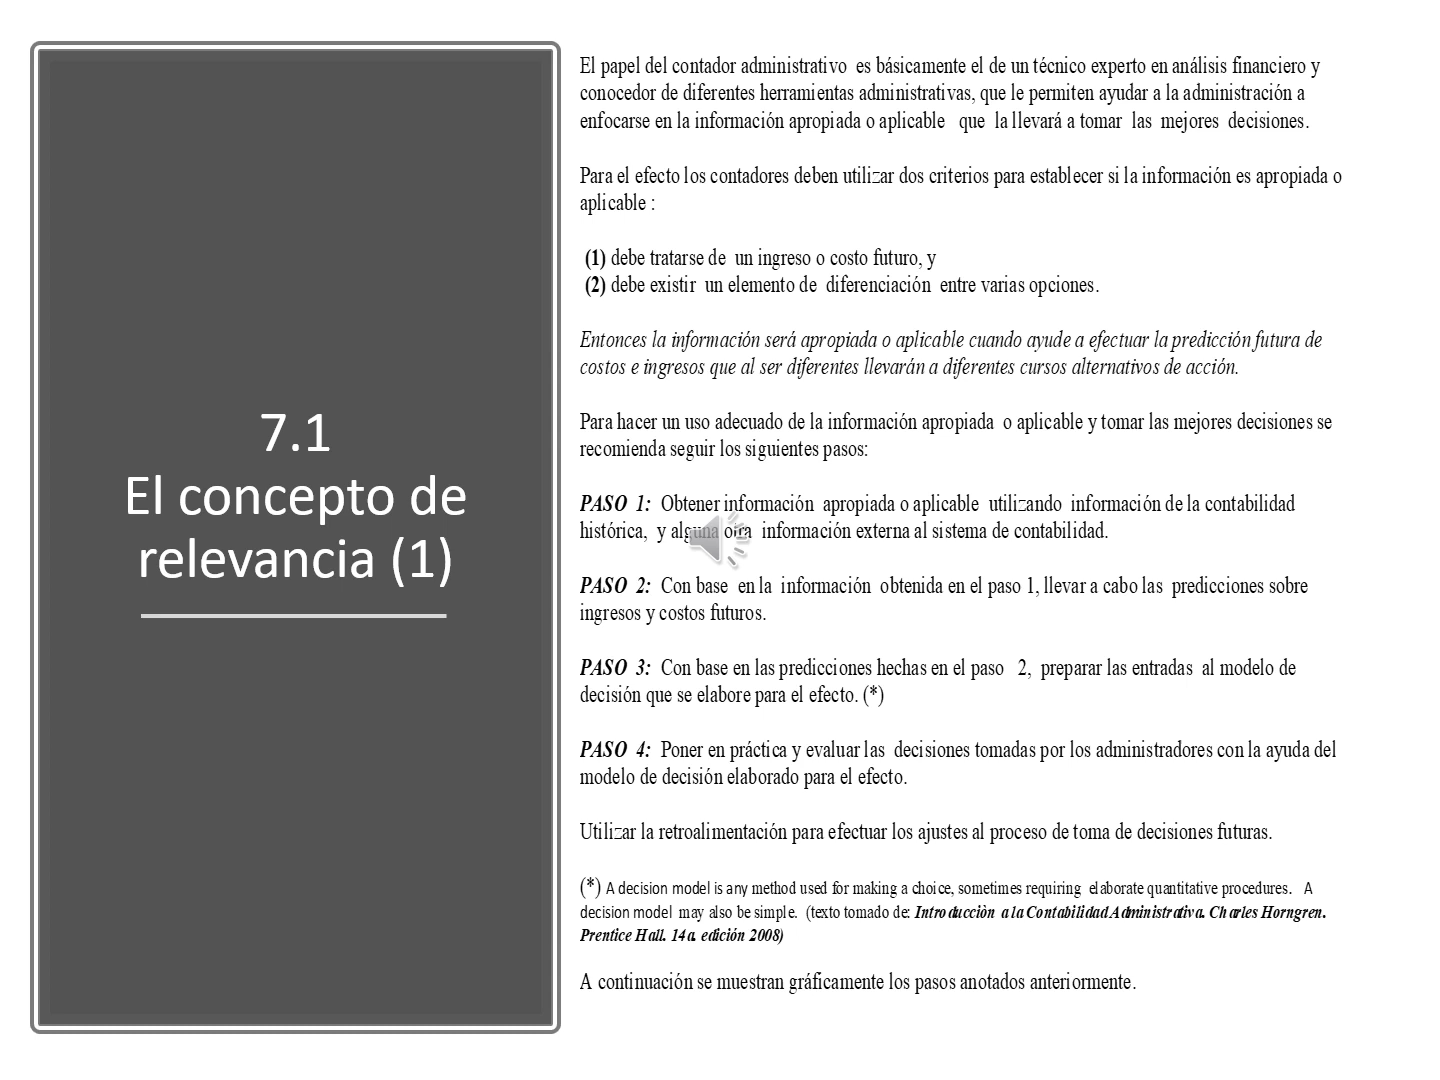 7.1
El concepto de
relevancia (1)
El papel del contador administrativo es básicamente el de un técnico experto en análisis financiero y
conocedor de diferentes herramientas administrativas, que le permiten ayudar a la administración a
enfocarse en la información apropiada o aplicable que la llevará a tomar las mejores decisiones.
Para el efecto los contadores deben utilizar dos criterios para establecer si la información es apropiada o
aplicable :
(1) debe tratarse de un ingreso o costo futuro, y
(2) debe existir un elemento de diferenciación entre varias opciones.
Entonces la información será apropiada o aplicable cuando ayude a efectuar la predicción futura de
costos e ingresos que al ser diferentes llevarán a diferentes cursos alternativos de acción.
Para hacer un uso adecuado de la información apropiada o aplicable y tomar las mejores decisiones se
recomienda seguir los siguientes pasos:
PASO 1: Obtener información apropiada o aplicable utilizando información de la contabilidad
histórica, y alguna otra información externa al sistema de contabilidad.
PASO 2: Con base en la información obtenida en el paso 1, llevar a cabo las predicciones sobre
ingresos y costos futuros.
PASO 3: Con base en las predicciones hechas en el paso 2, preparar las entradas al modelo de
decisión que se elabore para el efecto. (*)
PASO 4: Poner en práctica y evaluar las decisiones tomadas por los administradores con la ayuda del
modelo de decisión elaborado para el efecto.
Utilizar la retroalimentación para efectuar los ajustes al proceso de toma de decisiones futuras.
(*) A decision model is any method used for making a choice, sometimes requiring elaborate quantitative procedures. A
decision model may also be simple. (texto tomado de: Introducciòn a la Contabilidad Administrativa. Charles Horngren.
Prentice Hall. 14a. edición 2008)
A continuación se muestran gráficamente los pasos anotados anteriormente.